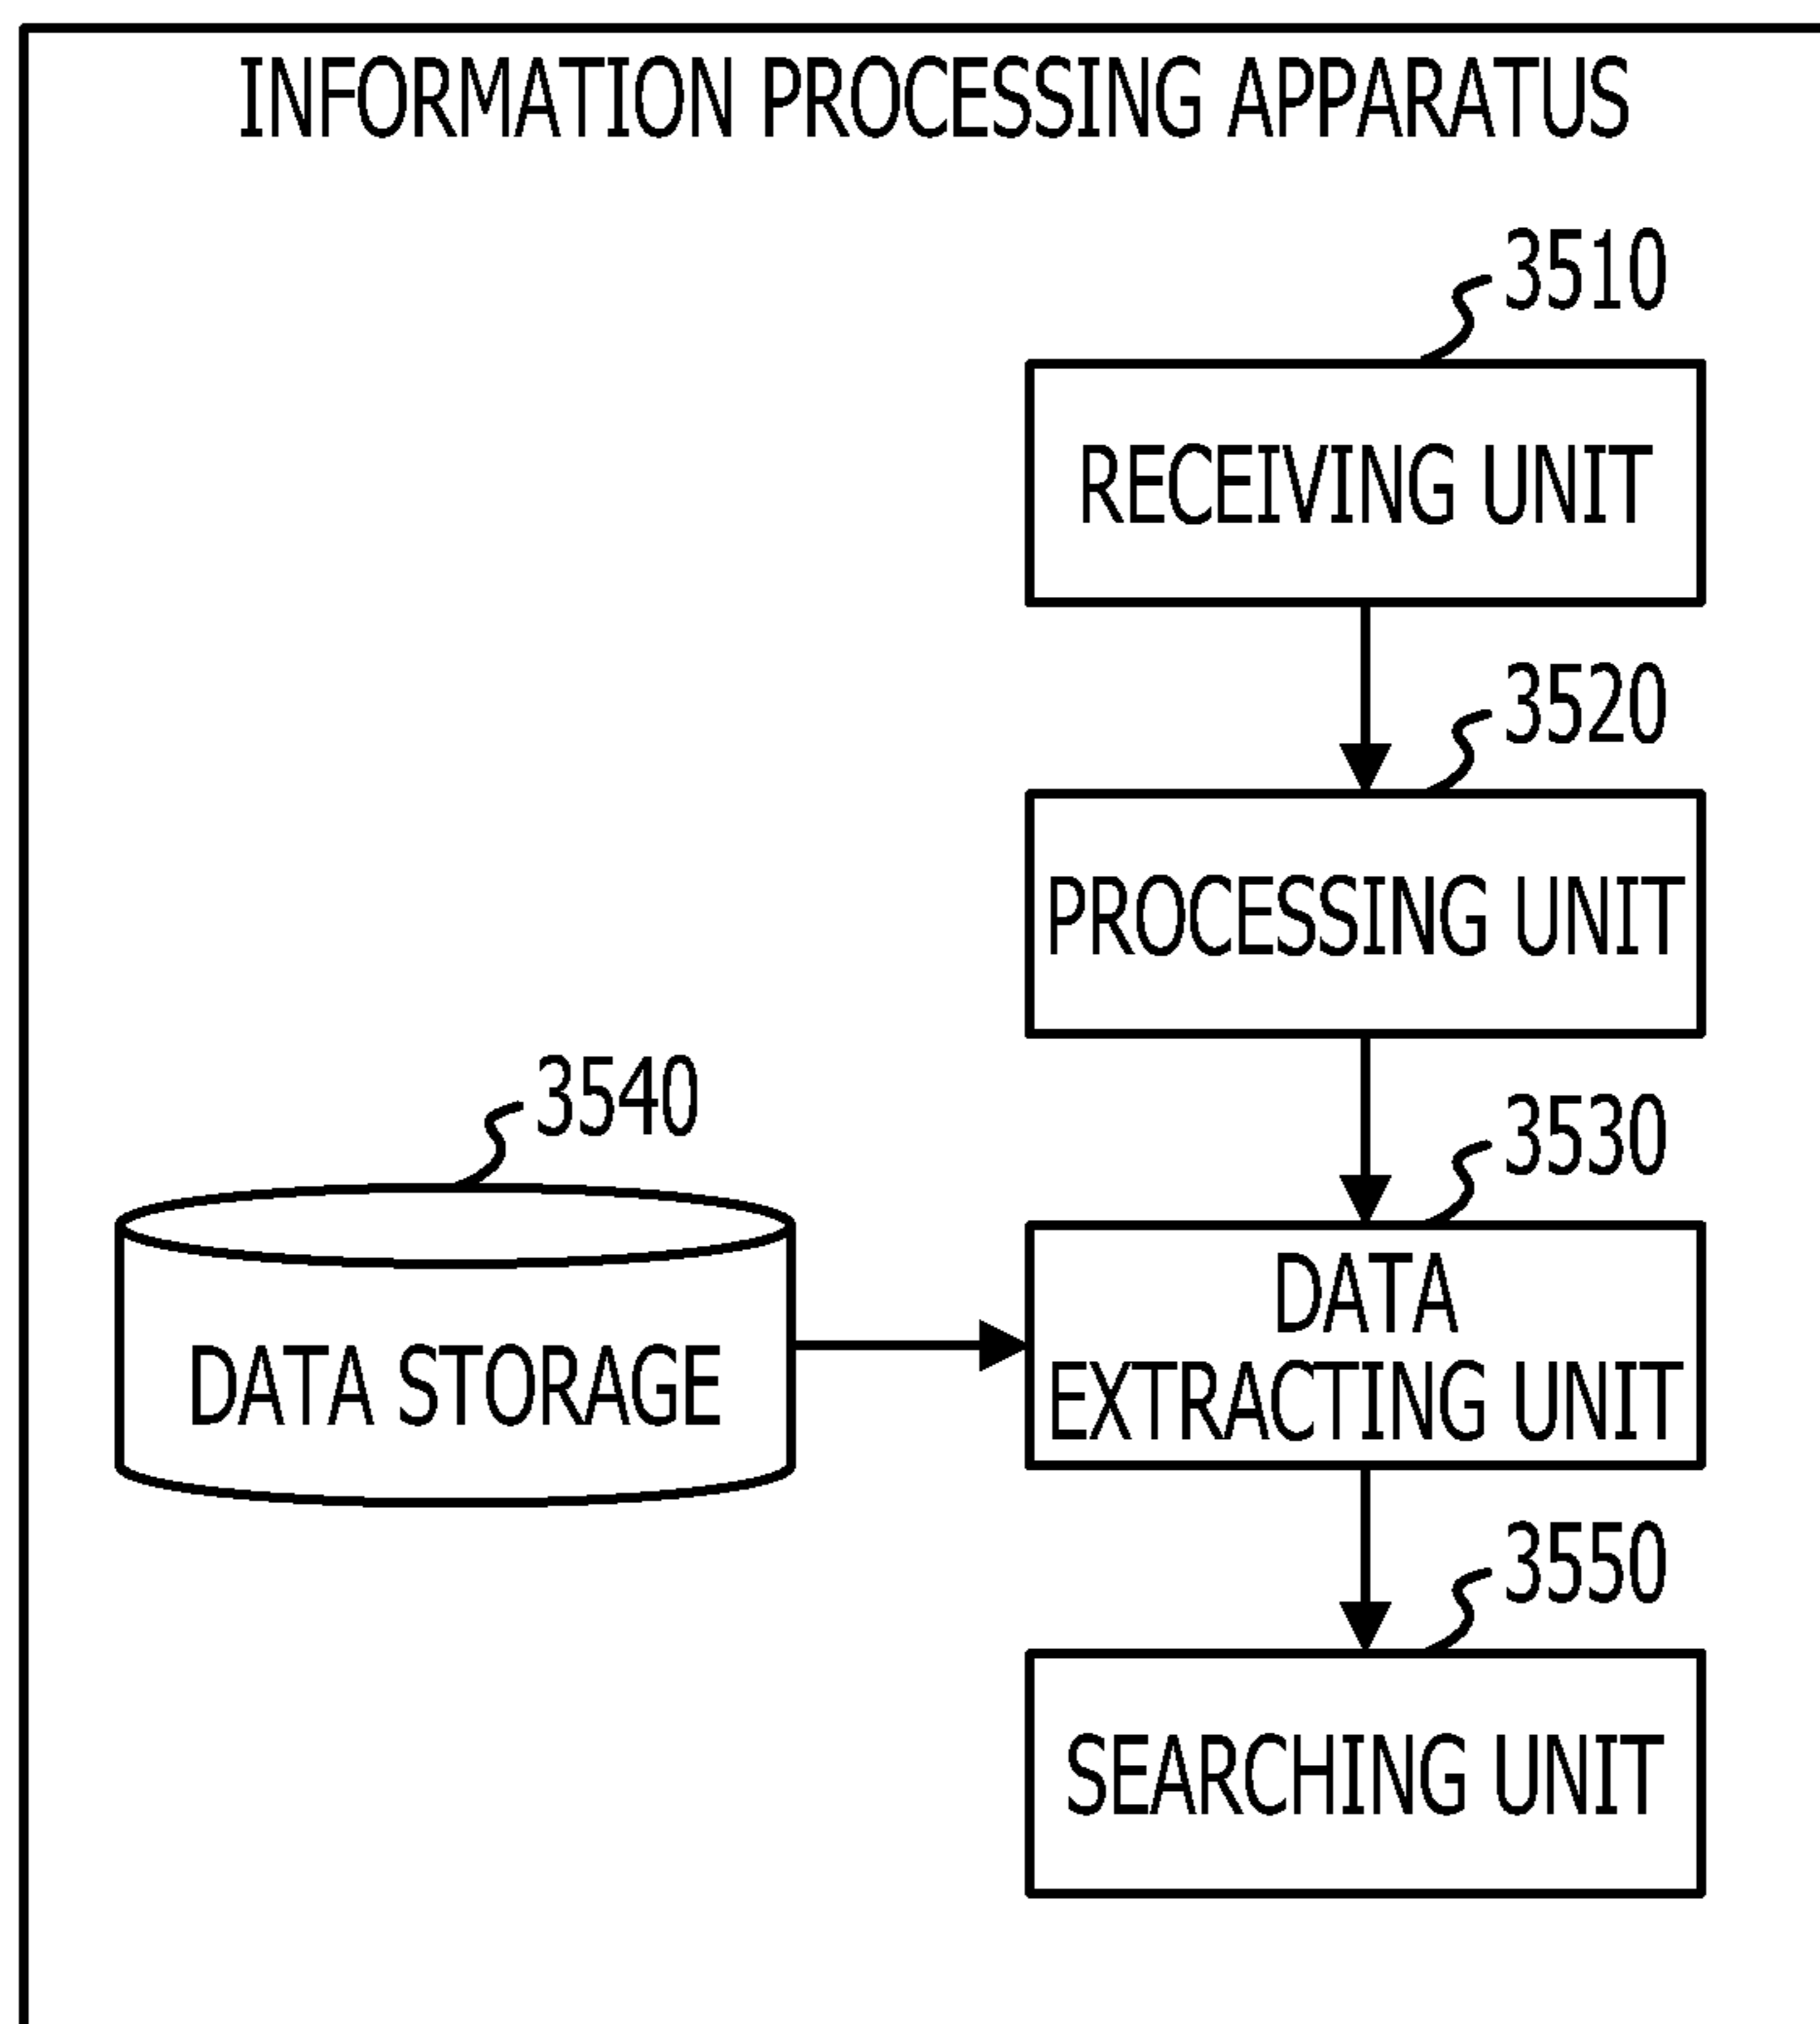 INFORMATION PROCESSING APPARATUS
3510
RECEIVING UNIT
3520
PROCESSING UNIT
3540
3530
DATA STORAGE
DATA
EXTRACTING UNIT
3550
SEARCHING UNIT